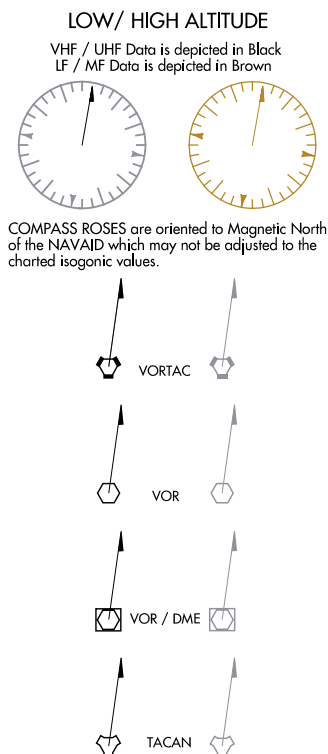 LOW/ HIGH ALTITUDE
VHF / UHF Data is depicted in Black
LF / MF Data is depicted in Brown
COMPASS ROSES are oriented to Magnetic North
of the NAVAID which may not be adjusted to the
charted isogonic values.
VORTAC
VOR
VOR / DME
TACAN